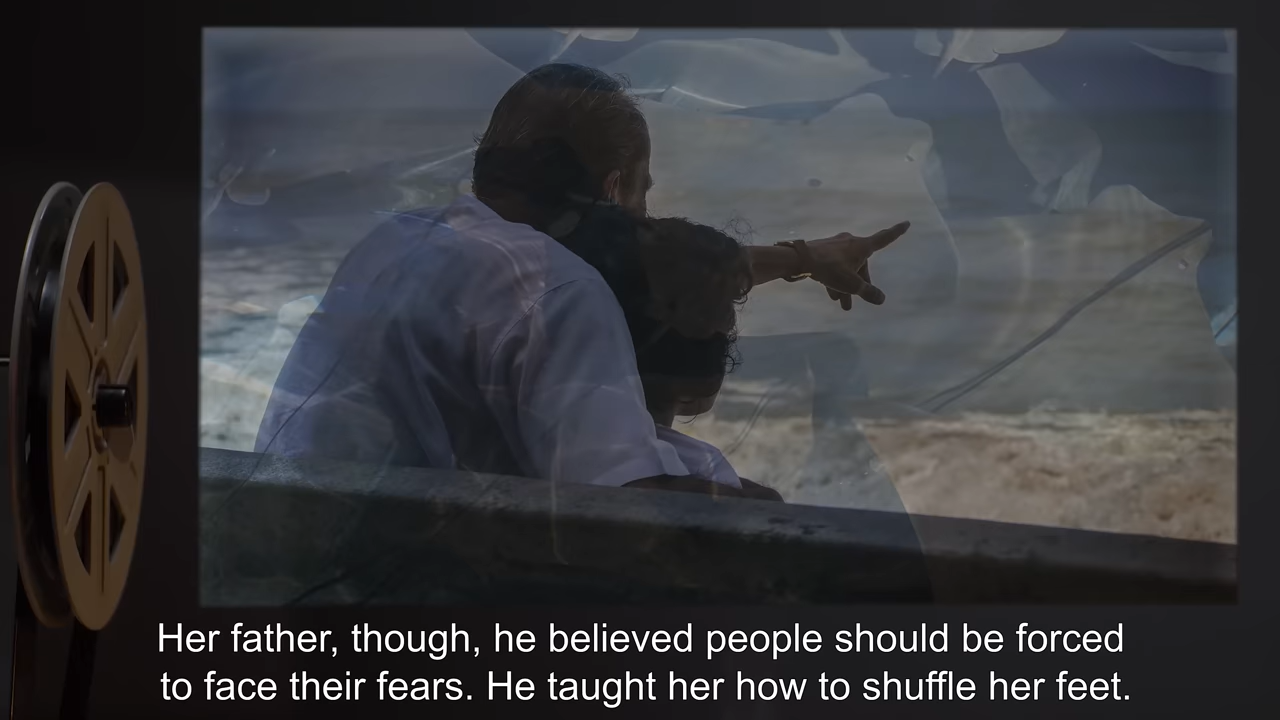 Her father, though, he believed people should be forced
to face their fears. He taught her how to shuffle her feet.